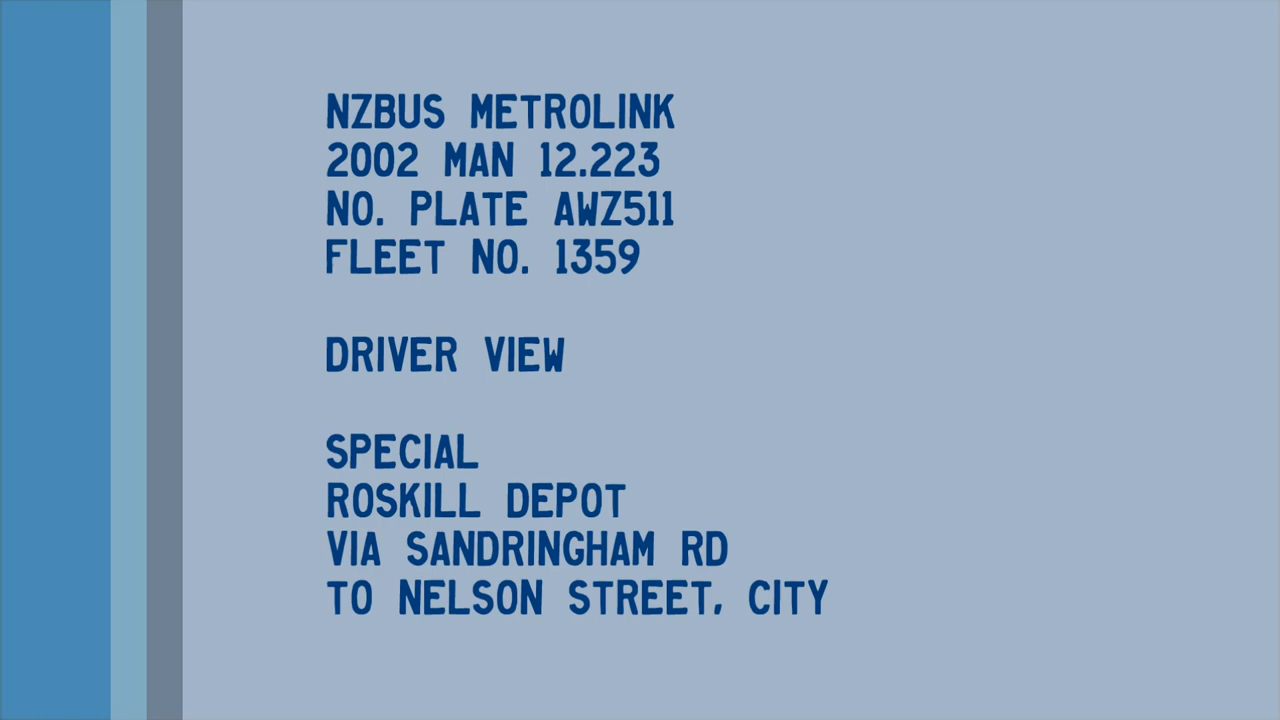 NZBUS METROLINK
2002 MAN 12.223
NO. PLATE AWZ511
FLEET NO. 1359
DRIVER VIEW
SPECIAL
ROSKILL DEPOT
VIA SANDRINGHAM RD
TO NELSON STREET, CITY